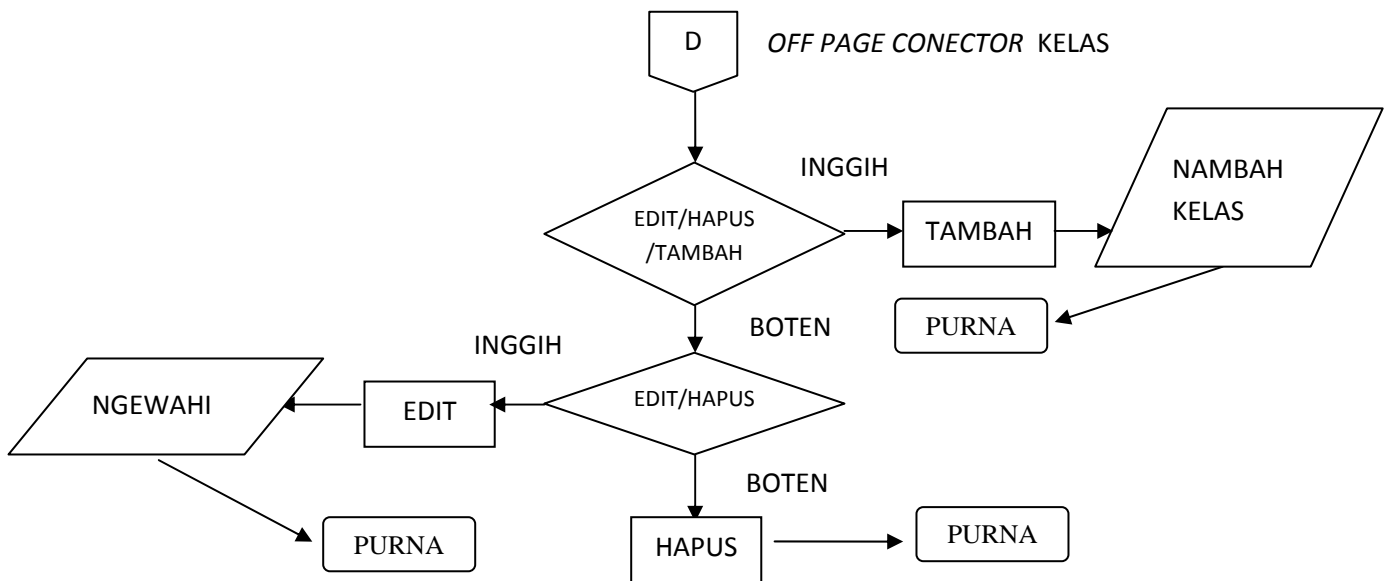 D
OFF PAGE CONECTOR KELAS
INGGIH
NAMBAH
KELAS
EDIT/HAPUS
/TAMBAH
TAMBAH
PURNA
BOTEN
INGGIH
NGEWAHI
EDIT
EDIT/HAPUS
BOTEN
PURNA
HAPUS
PURNA